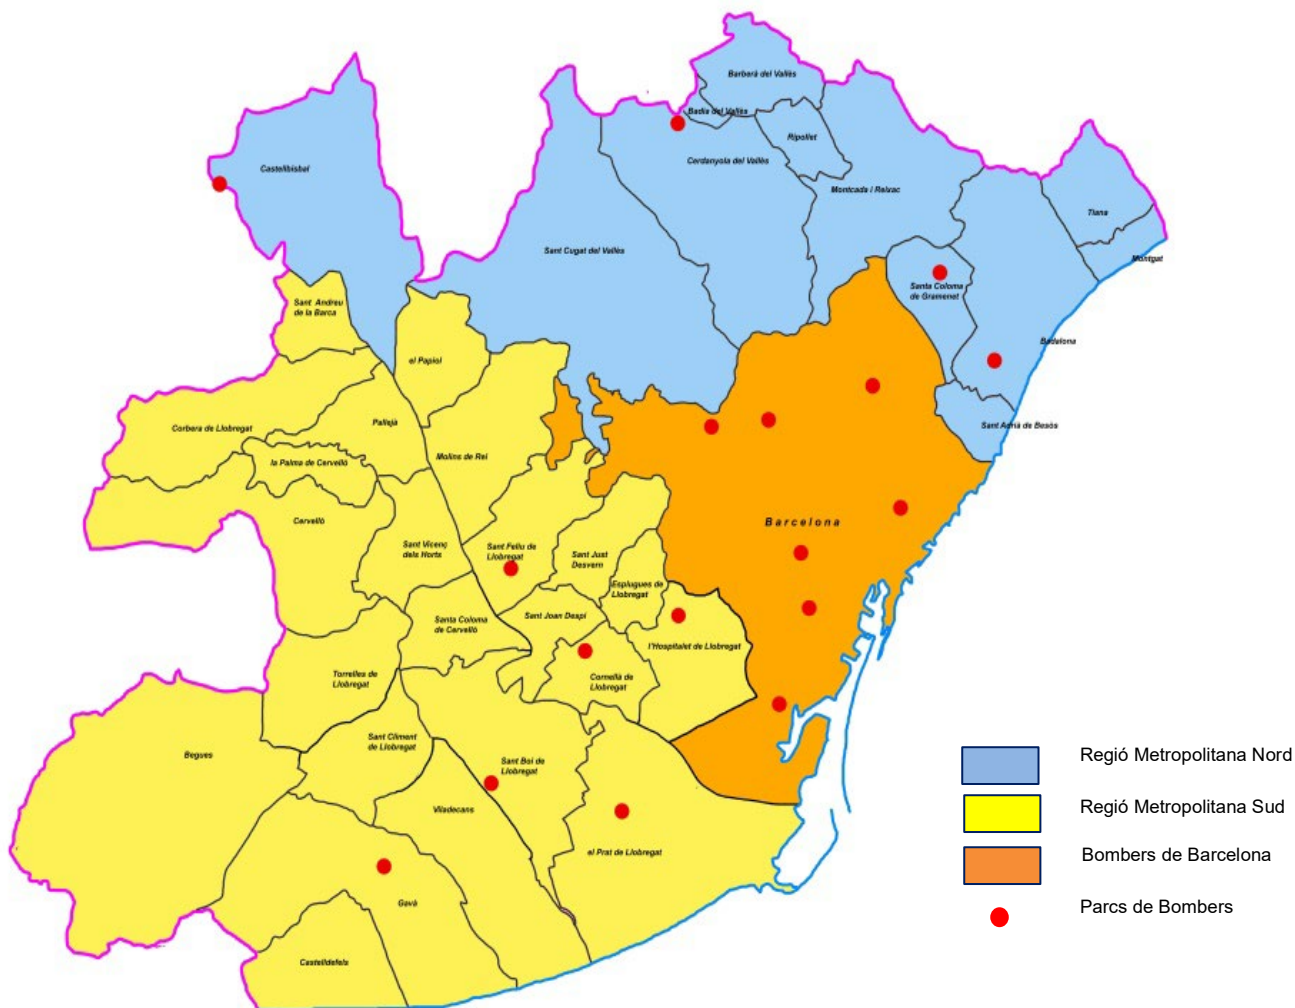 Barberà del Vallès
Badia del Vallès
Ripollet
Cerdanyola del Vallès
Castellbisbal
Montcada i Reixac
Tiana
Sant Cugat del Vallès
Montgat
Santa Coloma
de Gramenet
Sant Andreu
de la Barca
Badalona
el Papiol
Pallejà
Corbera de Llobregat
Sant Adrià de Besòs
Molins de Rei
la Palma de Cervelló
Cervelló
Barcelona
Sant Vicenç
dels Horts
Sant Feliu de
Llobregat
Sant Just
Desvern
Esplugues de
Llobregat
Santa Coloma
de Cervelló
Sant Joan Despí
l'Hospitalet de Llobregat
Torrelles de
Llobregat
Cornellà de
Llobregat
Sant Climent
de Llobregat
Begues
Sant Boi de
Llobregat
Viladecans
el Prat de Llobregat
Gavà
Castelldefels
Regió Metropolitana Nord
Regió Metropolitana Sud
Bombers de Barcelona
Parcs de Bombers